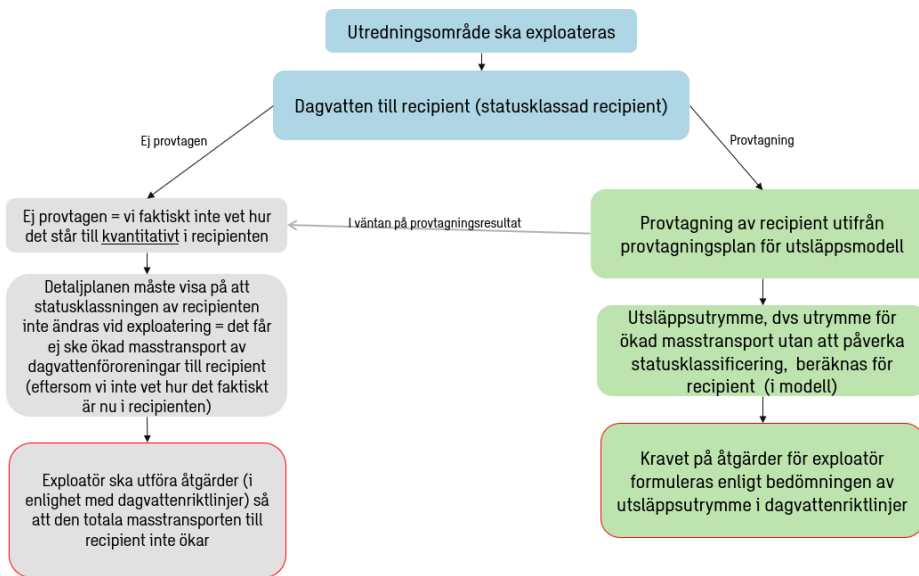 Utredningsområde ska exploateras
Dagvatten till recipient (statusklassad recipient)
Ej provtagen
Provtagning
Ej provtagen = vi faktiskt inte vet hur
det står till kvantitativt i recipienten
I väntan på provtagningsresultat
Provtagning av recipient utifrån
provtagningsplan för utsläppsmodell
Detaljplanen måste visa på att
statusklassningen av recipienten
inte ändras vid exploatering = det får
ej ske ökad masstransport av
dagvattenföroreningar till recipient
(eftersom vi inte vet hur det faktiskt
är nu i recipienten)
Utsläppsutrymme, dvs utrymme för
ökad masstransport utan att påverka
statusklassificering, beräknas för
recipient (i modell)
Exploatör ska utföra åtgärder (i
enlighet med dagvattenriktlinjer) så
att den totala masstransporten till
recipient inte ökar
Kravet på åtgärder för exploatör
formuleras enligt bedömningen av
utsläppsutrymme i dagvattenriktlinjer